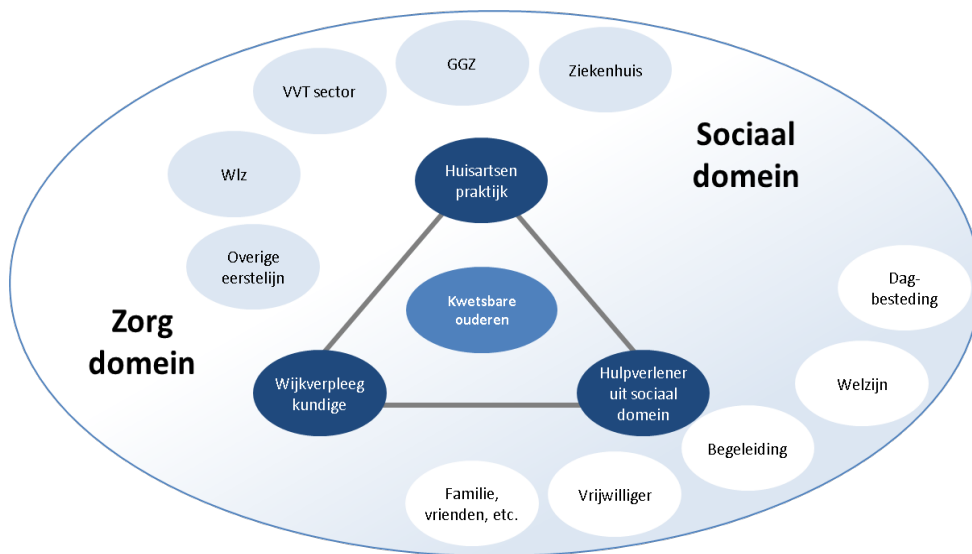 GGZ
Ziekenhuis
VVT sector
Sociaal
domein
Huisartsen
praktijk
Wlz
Overige
eerstelijn
Dag-
besteding
Kwetsbare
ouderen
Zorg
domein
Wijkverpleeg
kundige
Hulpverlener
uit sociaal
domein
Welzijn
Begeleiding
Familie,
vrienden, etc.
Vrijwilliger